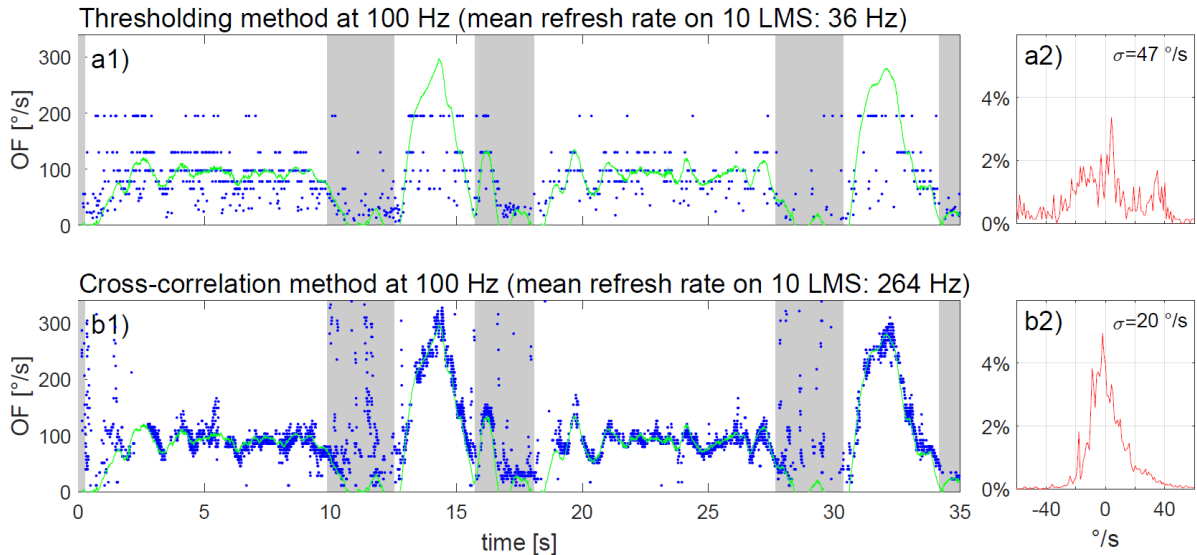 Thresholding method at 100 Hz (mean refresh rate on 10 LMS: 36 Hz)
a1)
OF [°/s]
300
200
100
0
a2)
σ=47 °/s
4%
2%
0%
Cross-correlation method at 100 Hz (mean refresh rate on 10 LMS: 264 Hz)
b1)
OF [°/s]
300
200
100
0
0 5 10 15 20 25 30 35
time [s]
b2)
σ=20 °/s
4%
2%
0%
-40 0 40
°/s